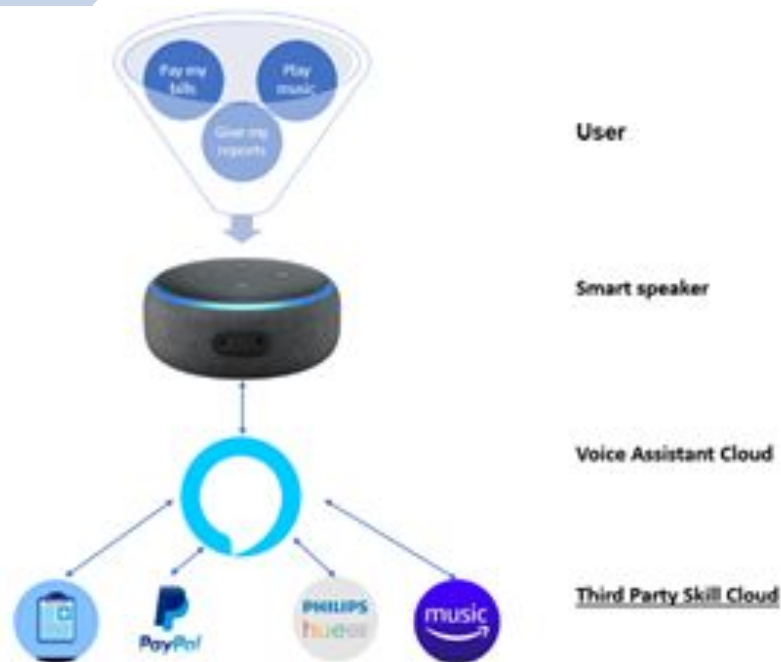 Pay my
bills
Play
music
Give my
reports
User
Smart speaker
Voice Assistant Cloud
PayPal
PHILIPS
hue
music
Third Party Skill Cloud